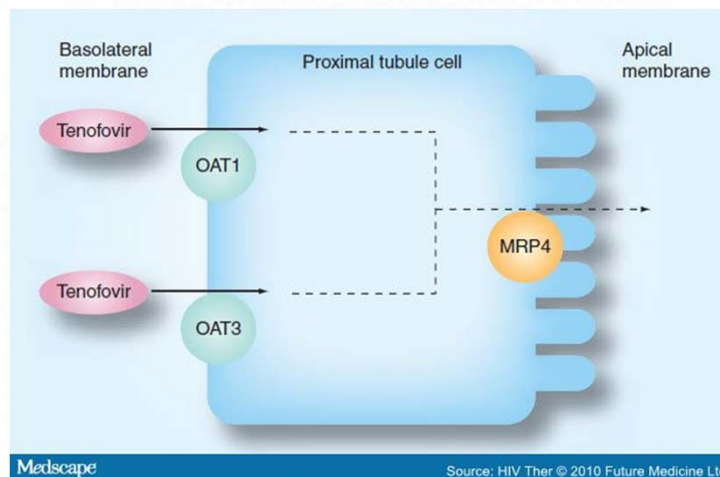 Basolateral
membrane
Proximal tubule cell
Apical
membrane
Tenofovir
OAT1
MRP4
Tenofovir
OAT3
Medscape
Source: HIV Ther © 2010 Future Medicine Ltd